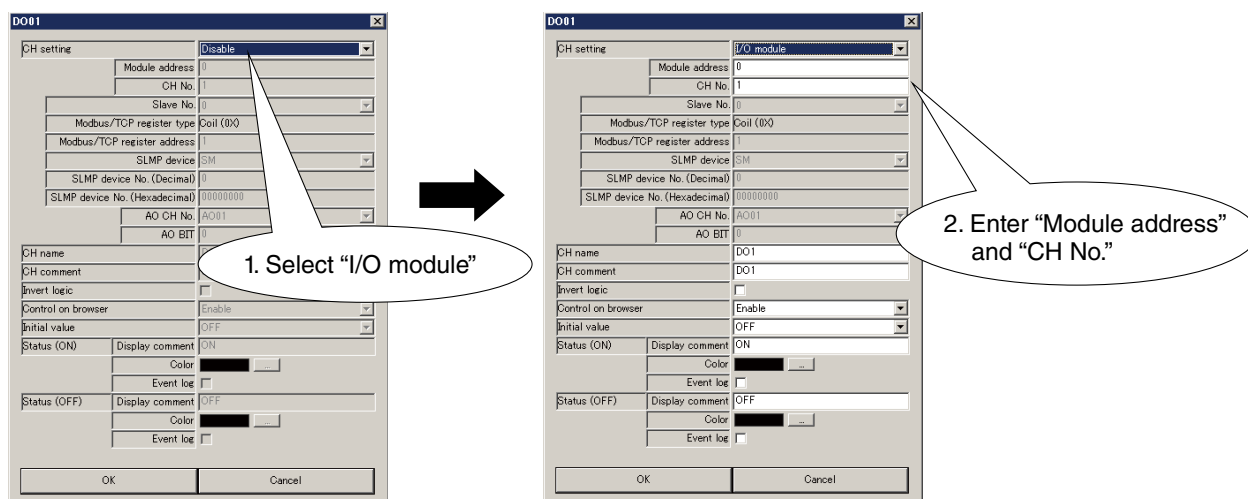 DO01
CH setting Disable
Module address 0
CH No. 1
Slave No. 0
Modbus/TCP register type Coil (0X)
Modbus/TCP register address 1
SLMP device SM
SLMP device No. (Decimal) 0
SLMP device No. (Hexadecimal) 00000000
AO CH No. AO01
AO BIT 0
CH name
CH comment
Invert logic
Control on browser Enable
Initial value OFF
Status (ON) Display comment ON
Color ...
Event log
Status (OFF) Display comment OFF
Color ...
Event log
OK Cancel
1. Select “I/O module”
DO01
CH setting I/O module
Module address 0
CH No. 1
Slave No. 0
Modbus/TCP register type Coil (0X)
Modbus/TCP register address 1
SLMP device SM
SLMP device No. (Decimal) 0
SLMP device No. (Hexadecimal) 00000000
AO CH No. AO01
AO BIT 0
CH name DO1
CH comment DO1
Invert logic
Control on browser Enable
Initial value OFF
Status (ON) Display comment ON
Color ...
Event log
Status (OFF) Display comment OFF
Color ...
Event log
OK Cancel
2. Enter “Module address”
and “CH No.”